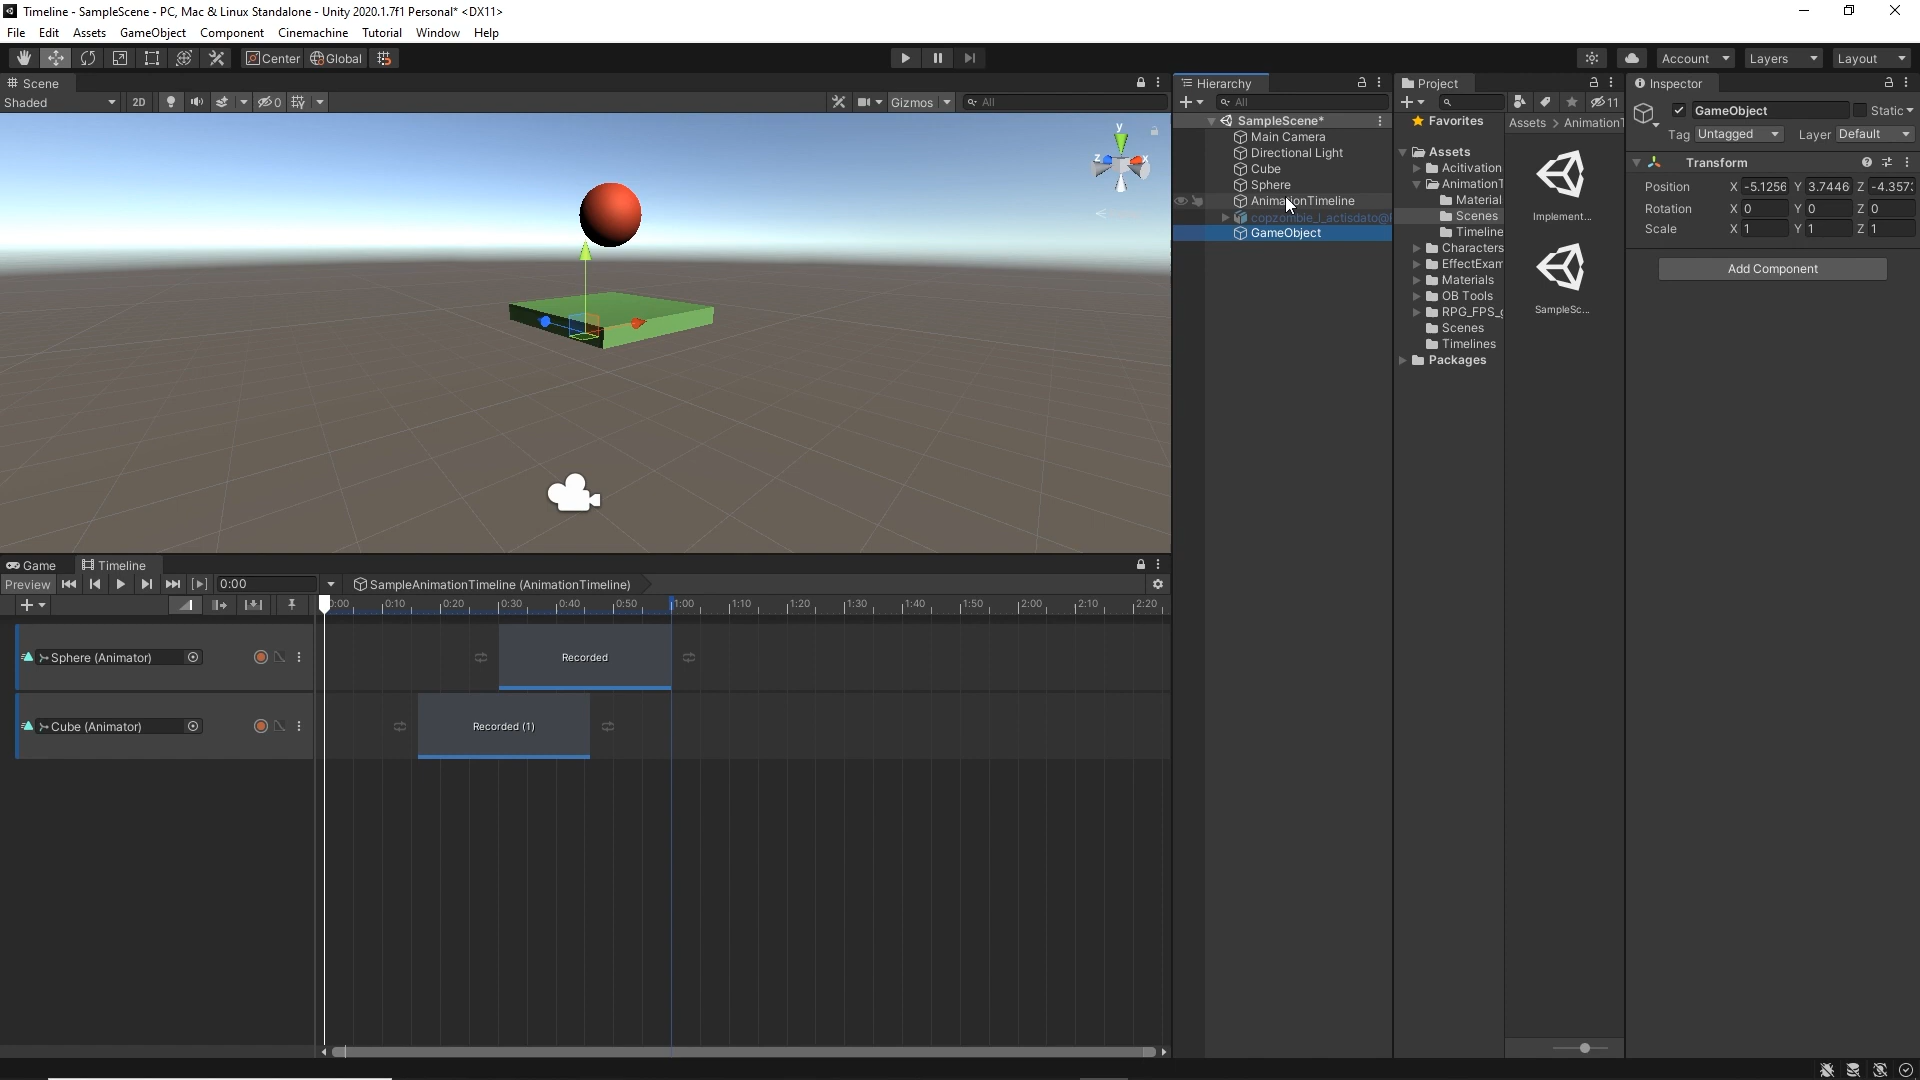 Timeline - SampleScene - PC, Mac & Linux Standalone - Unity 2020.1.7f1 Personal* <DX11>
File Edit Assets GameObject Component Cinemachine Tutorial Window Help
Center Global Account Layers Layout
Scene
Shaded 2D 0 Gizmos All
y
z x
Hierarchy
All
SampleScene*
Main Camera
Directional Light
Cube
Sphere
AnimationTimeline
copzombie_l_actisdato@
GameObject
Project
11
Favorites
Assets
Acitivation
AnimationT
Material
Scenes
Timeline
Characters
EffectExam
Materials
OB Tools
RPG_FPS_
Scenes
Timelines
Packages
Assets > AnimationT
Implement...
SampleSc...
Inspector
GameObject Static
Tag Untagged Layer Default
Transform
Position X -5.1256 Y 3.7446 Z -4.357
Rotation X 0 Y 0 Z 0
Scale X 1 Y 1 Z 1
Add Component
Game Timeline
Preview 0:00 SampleAnimationTimeline (AnimationTimeline)
0:00 0:10 0:20 0:30 0:40 0:50 1:00 1:10 1:20 1:30 1:40 1:50 2:00 2:10 2:20
Sphere (Animator) Recorded
Cube (Animator) Recorded (1)